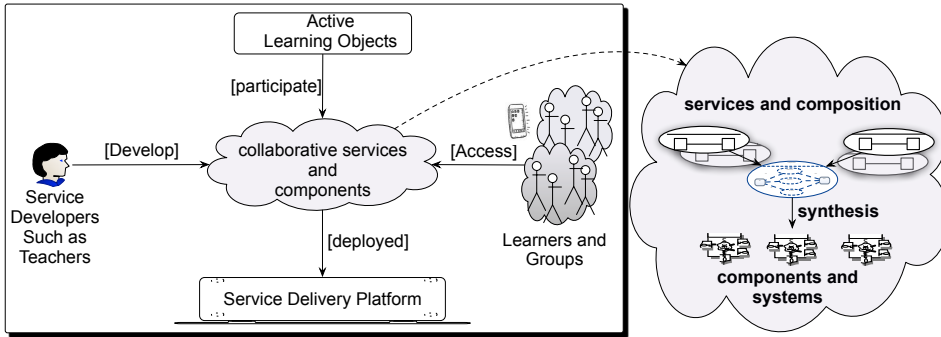 Active
Learning Objects
[participate]
[Develop]
collaborative services
and
components
[Access]
Service
Developers
Such as
Teachers
Learners and
Groups
[deployed]
Service Delivery Platform
services and composition
synthesis
components and
systems